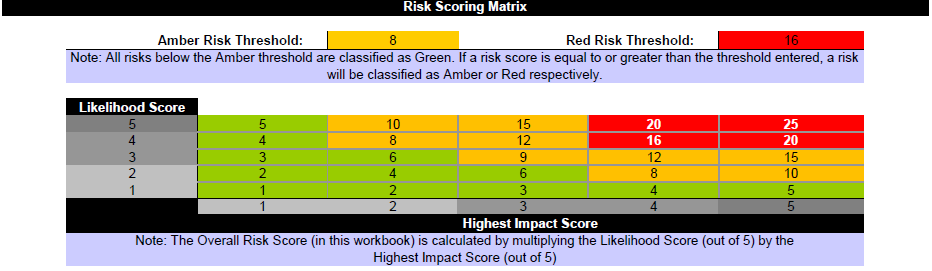 Risk Scoring Matrix
Amber Risk Threshold: 8 Red Risk Threshold: 16
Note: All risks below the Amber threshold are classified as Green. If a risk score is equal to or greater than the threshold entered, a risk
will be classified as Amber or Red respectively.
Likelihood Score
5 5 10 15 20 25
4 4 8 12 16 20
3 3 6 9 12 15
2 2 4 6 8 10
1 1 2 3 4 5
1 2 3 4 5
Highest Impact Score
Note: The Overall Risk Score (in this workbook) is calculated by multiplying the Likelihood Score (out of 5) by the
Highest Impact Score (out of 5)